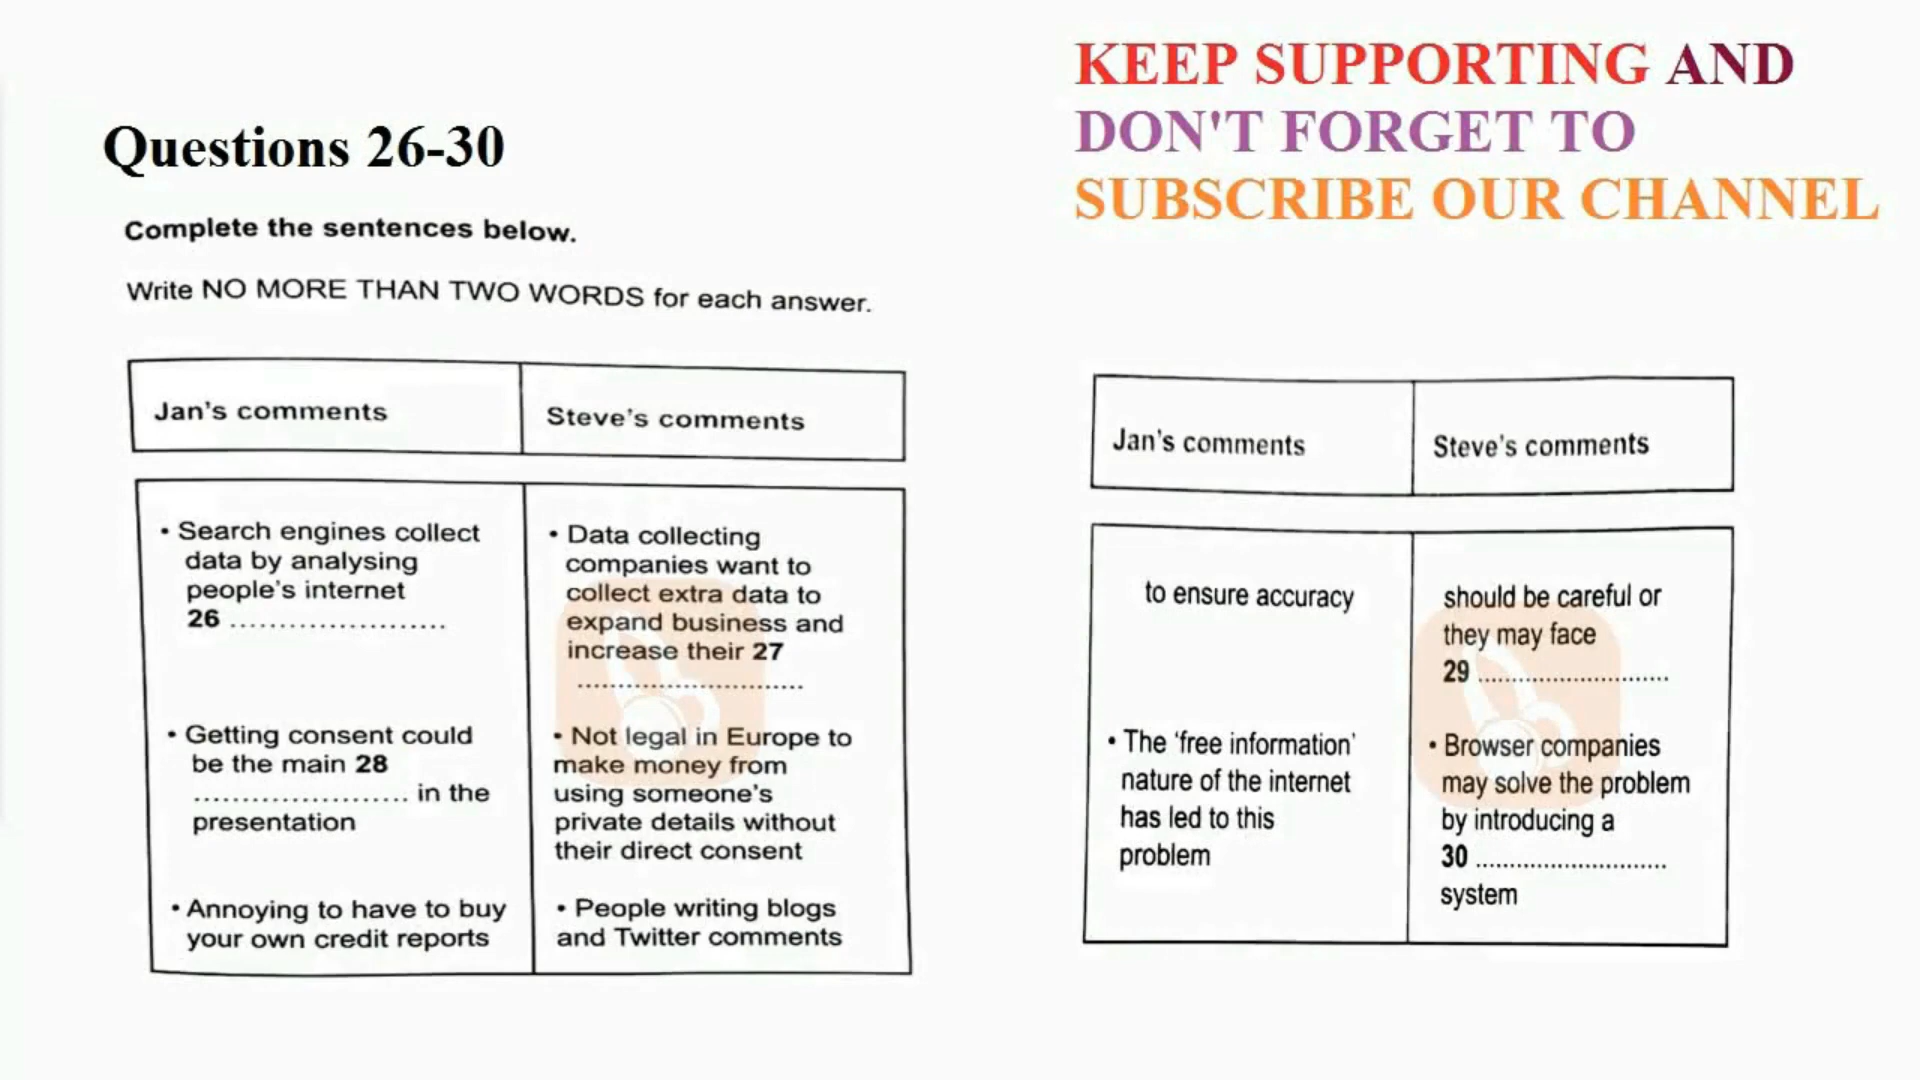 KEEP SUPPORTING AND
DON'T FORGET TO
SUBSCRIBE OUR CHANNEL
Questions 26-30
Complete the sentences below.
Write NO MORE THAN TWO WORDS for each answer.
Jan's comments
Steve's comments
• Search engines collect
data by analysing
people's internet
26 ......................
• Data collecting
companies want to
collect extra data to
expand business and
increase their 27
..........................
• Getting consent could
be the main 28
...................... in the
presentation
• Not legal in Europe to
make money from
using someone's
private details without
their direct consent
• Annoying to have to buy
your own credit reports
• People writing blogs
and Twitter comments
Jan's comments
Steve's comments
to ensure accuracy
should be careful or
they may face
29 ............................
• The 'free information'
nature of the internet
has led to this
problem
• Browser companies
may solve the problem
by introducing a
30 ............................
system